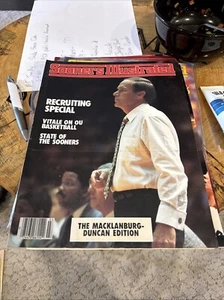 Sooners Illustrated
RECRUITING
SPECIAL
VITALE ON OU
BASKETBALL
STATE OF
THE SOONERS
THE MACKLANBURG-
DUNCAN EDITION